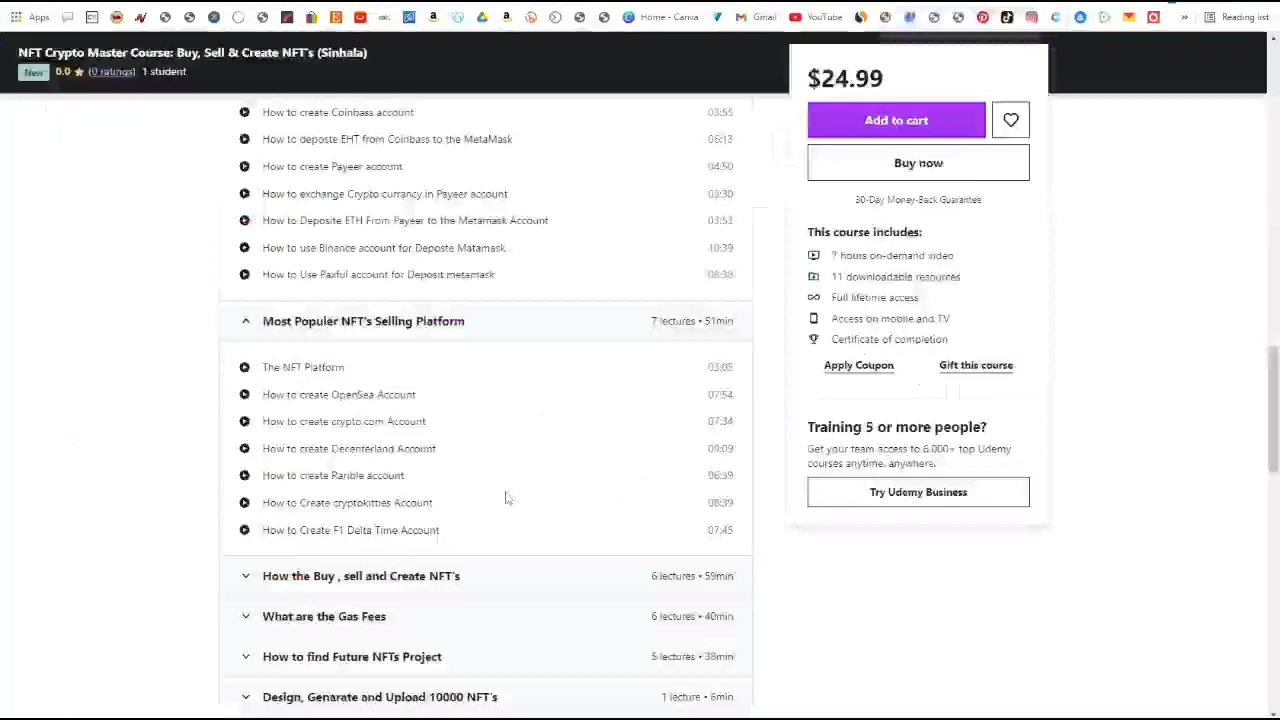 Apps
Home - Canva
Gmail
YouTube
»
Reading list
NFT Crypto Master Course: Buy, Sell & Create NFT's (Sinhala)
New 0.0 ★ (0 ratings) 1 student
How to create Coinbass account 03:55
How to deposte EHT from Coinbass to the MetaMask 06:13
How to create Payeer account 04:50
How to exchange Crypto currency in Payeer account 03:30
How to Deposite ETH From Payeer to the Metamask Account 03:53
How to use Binance account for Deposte Matamask 10:39
How to Use Paxful account for Deposit metamask 08:38
Most Populer NFT's Selling Platform 7 lectures • 51min
The NFT Platform 03:05
How to create OpenSea Account 07:54
How to create crypto.com Account 07:34
How to create Decenterland Account 09:09
How to create Rarible account 06:39
How to Create cryptokitties Account 08:39
How to Create F1 Delta Time Account 07:45
How the Buy , sell and Create NFT's 6 lectures • 59min
What are the Gas Fees 6 lectures • 40min
How to find Future NFTs Project 5 lectures • 38min
Design, Genarate and Upload 10000 NFT's 1 lecture • 6min
$24.99
Add to cart
Buy now
30-Day Money-Back Guarantee
This course includes:
7 hours on-demand video
11 downloadable resources
Full lifetime access
Access on mobile and TV
Certificate of completion
Apply Coupon Gift this course
Training 5 or more people?
Get your team access to 6,000+ top Udemy
courses anytime, anywhere.
Try Udemy Business